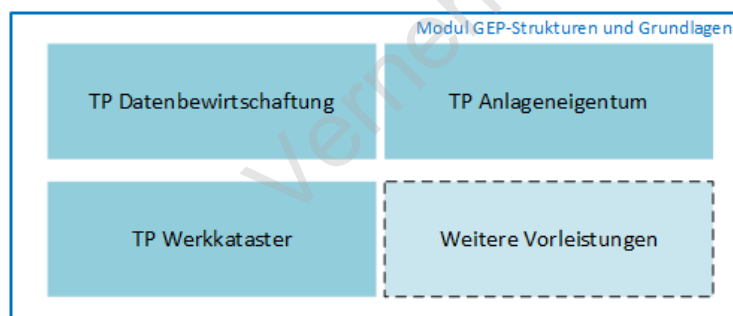 Modul GEP-Strukturen und Grundlagen
TP Datenbewirtschaftung
TP Anlageneigentum
TP Werkkataster
Weitere Vorleistungen